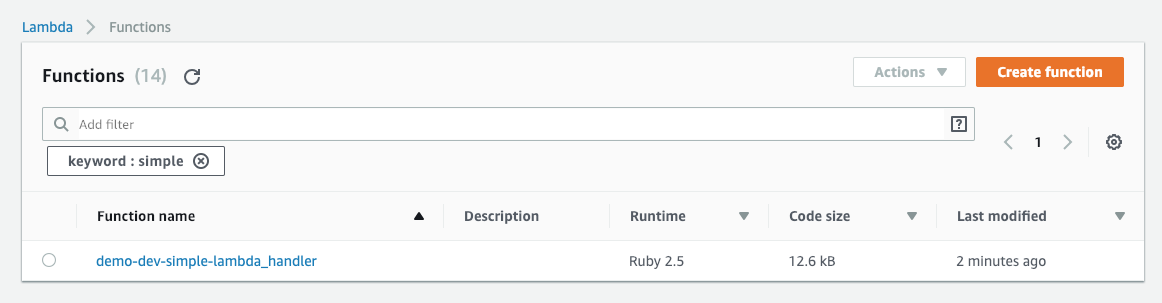 Lambda > Functions
Functions (14)
Actions Create function
Add filter ?
1
keyword : simple
Function name Description Runtime Code size Last modified
demo-dev-simple-lambda_handler Ruby 2.5 12.6 kB 2 minutes ago